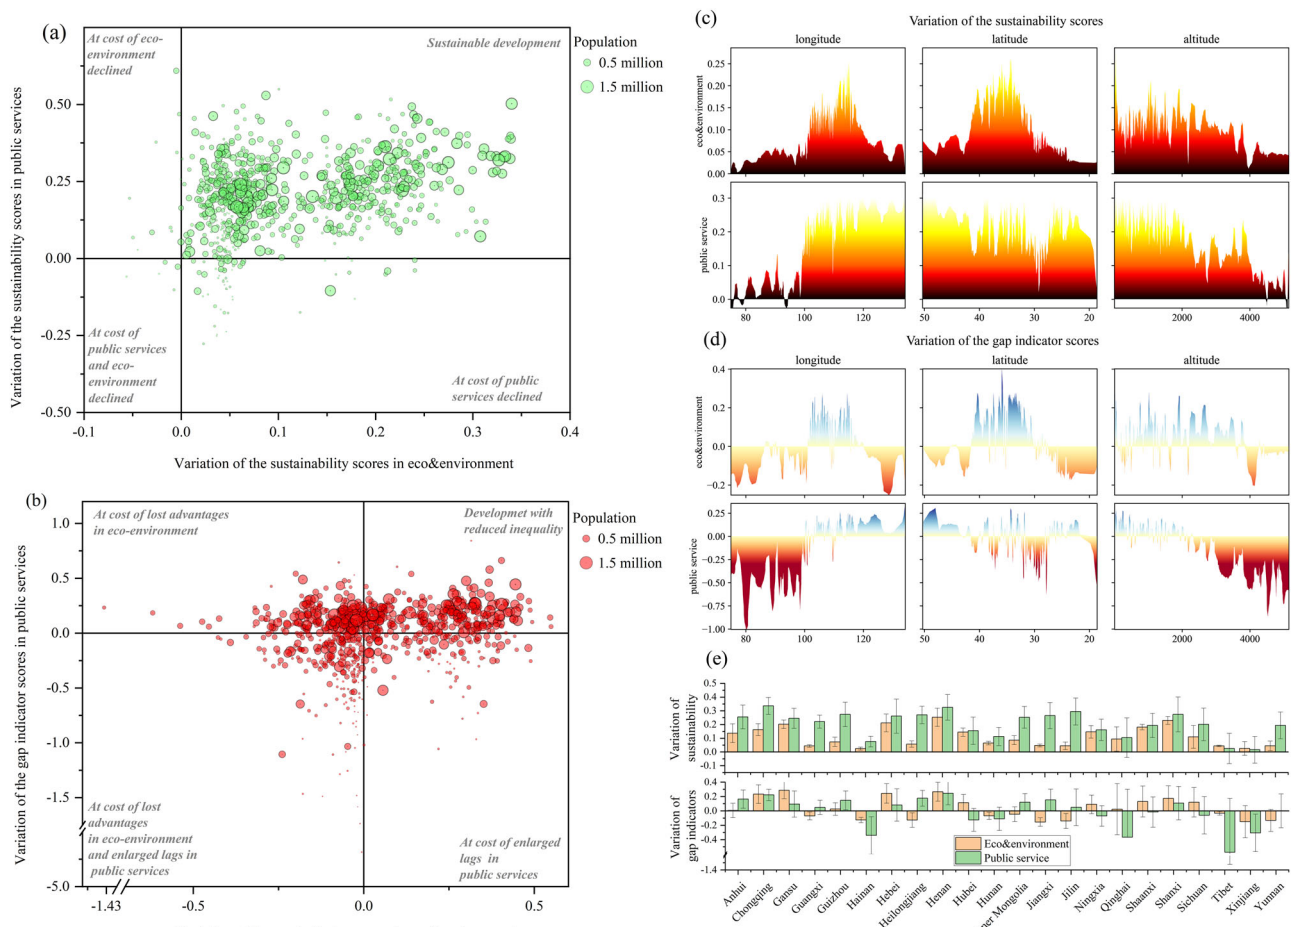 (a)
At cost of eco-
environment
declined
Sustainable development
Population
0.5 million
1.5 million
0.50
0.25
0.00
-0.25
-0.50
At cost of
public services
and eco-
environment
declined
At cost of public
services declined
-0.1
0.0
0.1
0.2
0.3
0.4
Variation of the sustainability scores in public services
Variation of the sustainability scores in eco&environment
(b)
At cost of lost advantages
in eco-environment
Developmet with
reduced inequality
Population
0.5 million
1.5 million
1.0
0.5
0.0
-0.5
-1.0
-1.5
-5.0
At cost of lost
advantages
in eco-environment
and enlarged lags in
public services
At cost of enlarged
lags in
public services
-1.43
-0.5
0.0
0.5
Variation of the gap indicator scores in public services
(c)
Variation of the sustainability scores
longitude
latitude
altitude
eco&environment
0.25
0.20
0.15
0.10
0.05
0.00
public service
0.3
0.2
0.1
0.0
80
100
120
50
40
30
20
2000
4000
(d)
Variation of the gap indicator scores
longitude
latitude
altitude
eco&environment
0.4
0.2
0.0
−0.2
public service
0.25
0.00
−0.25
−0.50
−0.75
−1.00
80
100
120
50
40
30
20
2000
4000
(e)
Variation of
sustainability
0.5
0.4
0.3
0.2
0.1
0.0
-0.1
Variation of
gap indicators
0.4
0.2
0.0
-0.2
-0.4
-1.4
Eco&environment
Public service
Anhui
Chongqing
Gansu
Guangxi
Guizhou
Hainan
Hebei
Heilongjiang
Henan
Hubei
Hunan
ner Mongolia
Jiangxi
Jilin
Ningxia
Qinghai
Shaanxi
Shanxi
Sichuan
Tibet
Xinjiang
Yunnan